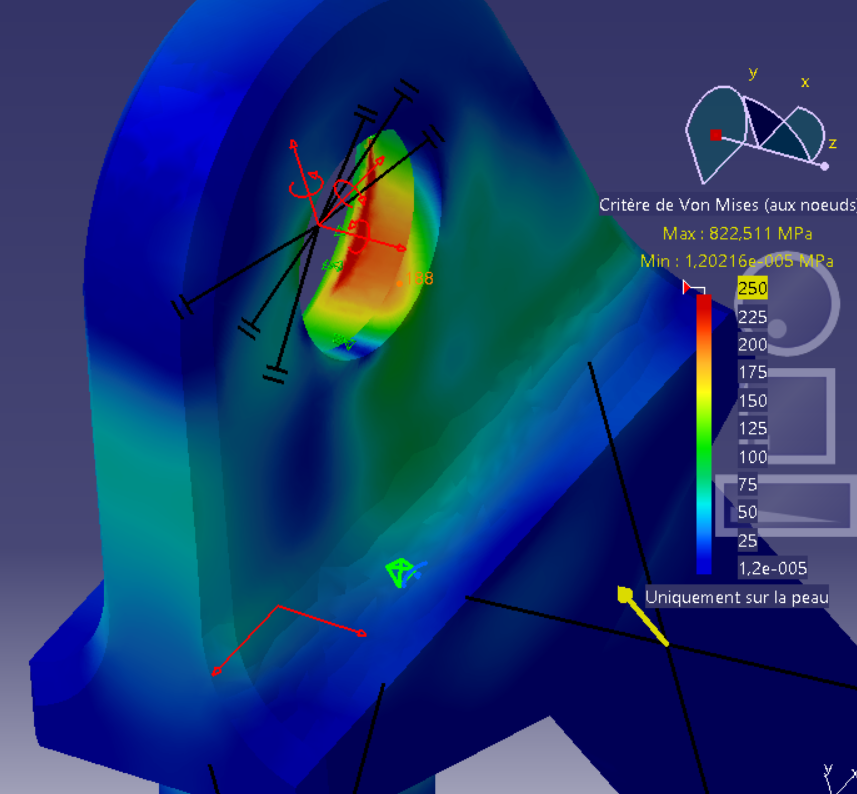 y
x
z
Critère de Von Mises (aux noeuds
Max : 822,511 MPa
Min : 1,20216e-005 MPa
188
250
225
200
175
150
125
100
75
50
25
1,2e-005
Uniquement sur la peau
y
x